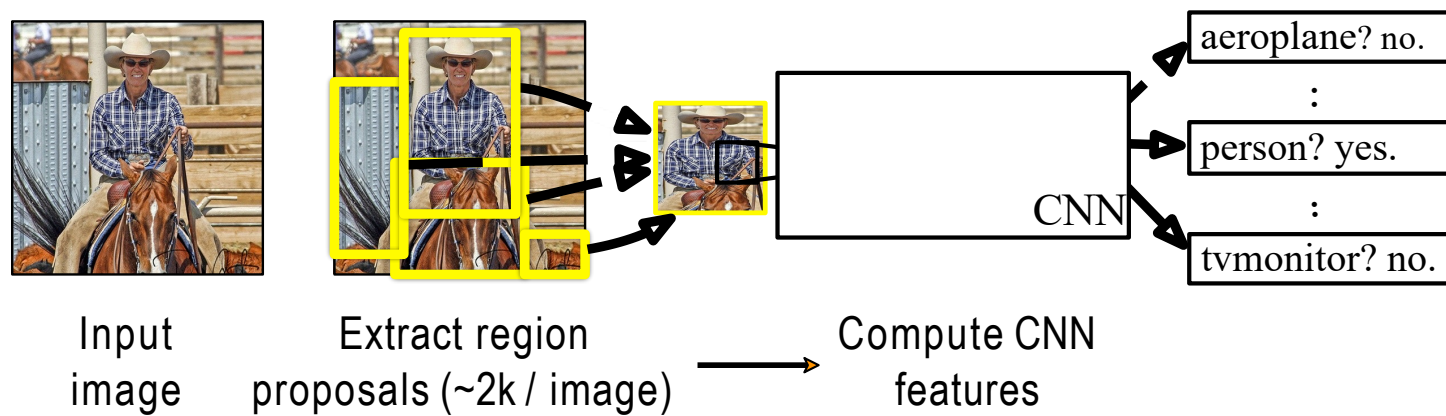 aeroplane? no.
:
person? yes.
CNN
:
tvmonitor? no.
Input
image
Extract region
proposals (~2k / image)
Compute CNN
features